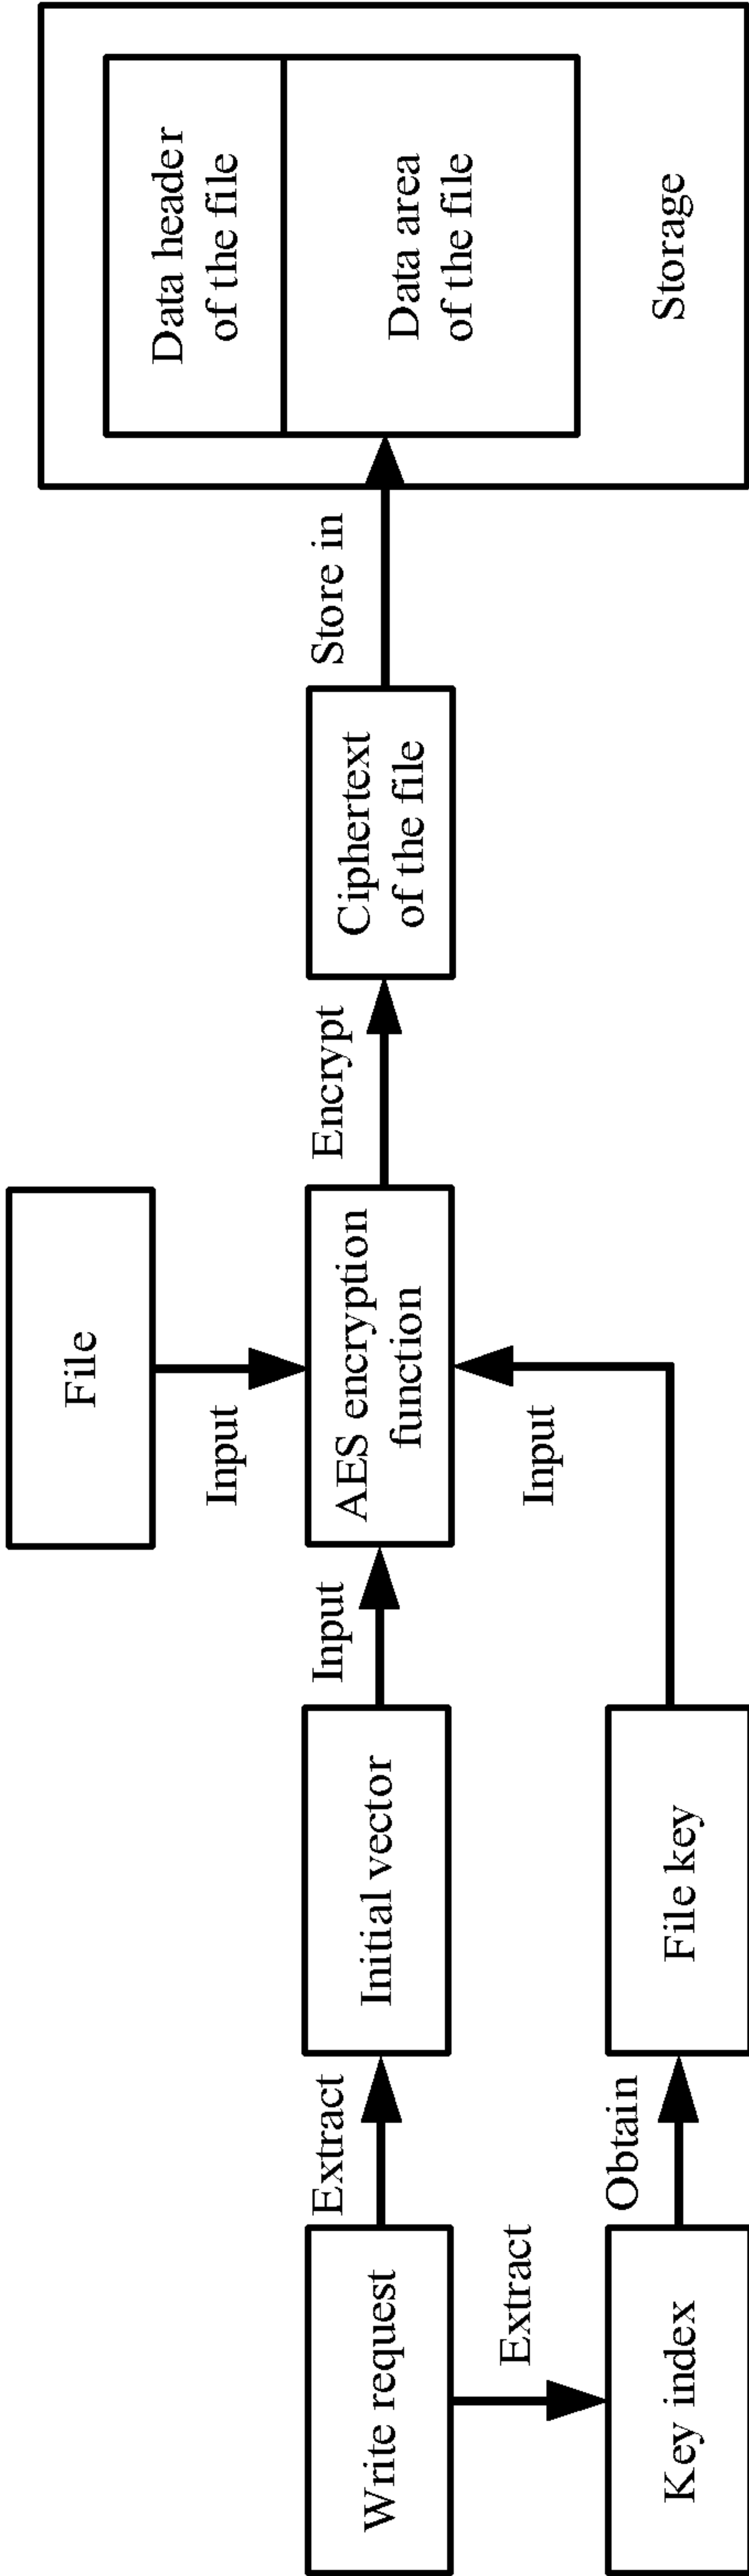 File
Input
Write request
Extract
Initial vector
Input
AES encryption
function
Encrypt
Ciphertext
of the file
Store in
Data header
of the file
Data area
of the file
Storage
Extract
Input
Key index
Obtain
File key